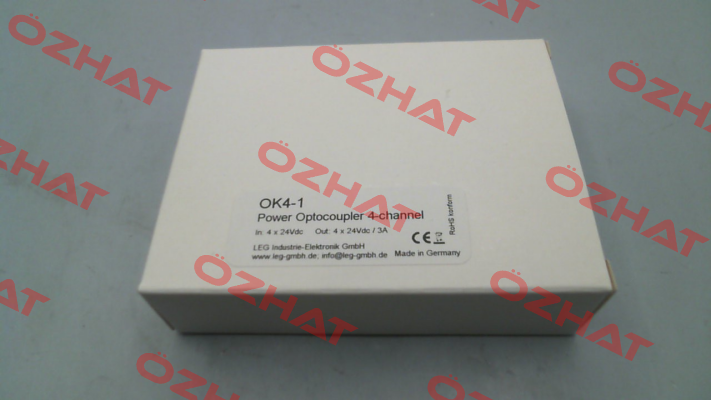 OK4-1
Power Optocoupler 4-channel
In: 4 x 24Vdc Out: 4 x 24Vdc / 3A
LEG Industrie-Elektronik GmbH
www.leg-gmbh.de; info@leg-gmbh.de Made in Germany
CE
RoHS konform
ÖZHAT
ÖZHAT
ÖZHAT
ÖZHAT
ÖZHAT
ÖZHAT
ÖZHAT
ÖZHAT
ÖZHAT
ÖZHAT